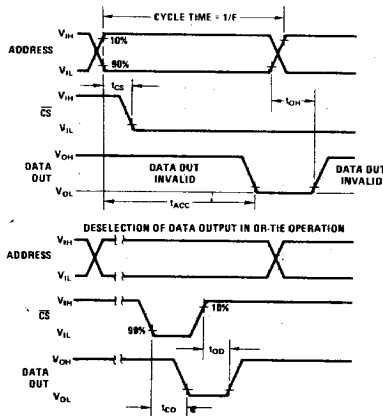 CYCLE TIME = 1/F
VIH
10%
ADDRESS
VIL
90%
tCS
VIH
tOH
CS
VIL
VOH
DATA OUT
DATA OUT INVALID
DATA OUT INVALID
VOL
tACC
DESELECTION OF DATA OUTPUT IN OR-TIE OPERATION
VIH
ADDRESS
VIL
VIH
10%
CS
VIL
90%
tOD
VOH
DATA OUT
VOL
tCO